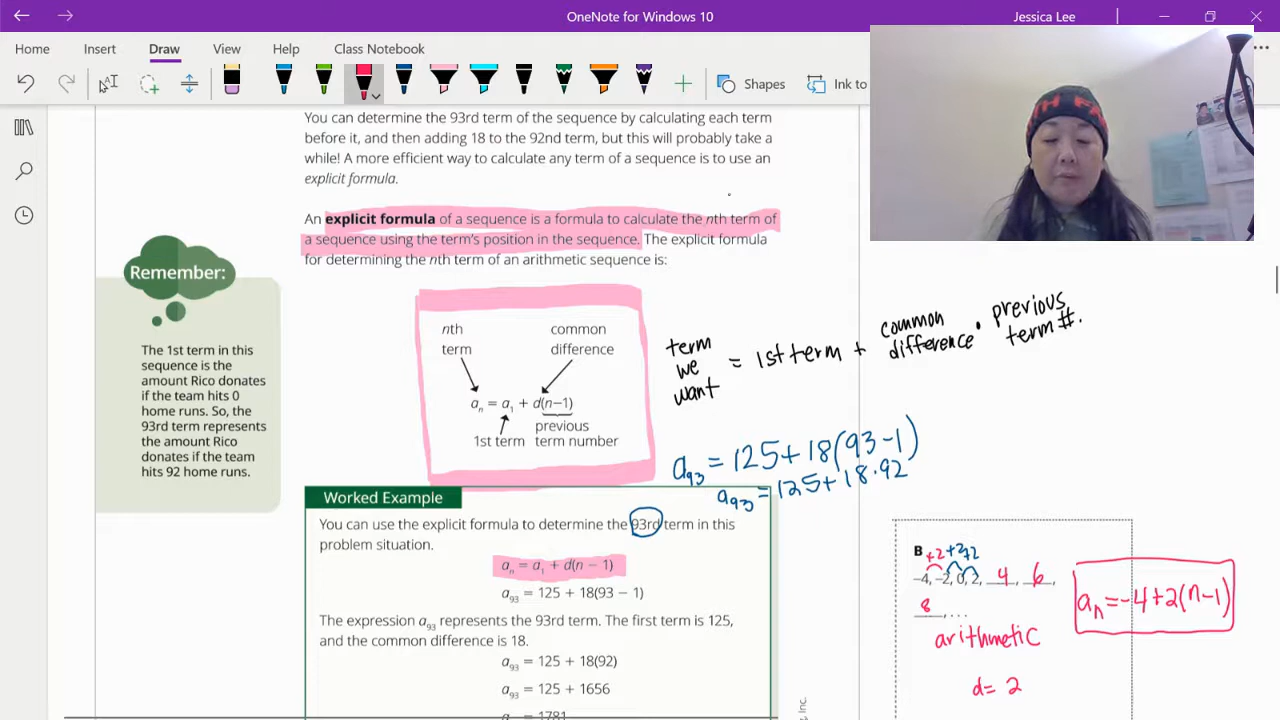 OneNote for Windows 10
Jessica Lee
Home Insert Draw View Help Class Notebook
Shapes
Ink to
You can determine the 93rd term of the sequence by calculating each term
before it, and then adding 18 to the 92nd term, but this will probably take a
while! A more efficient way to calculate any term of a sequence is to use an
explicit formula.
An explicit formula of a sequence is a formula to calculate the nth term of
a sequence using the term's position in the sequence. The explicit formula
for determining the nth term of an arithmetic sequence is:
Remember:
The 1st term in this
sequence is the
amount Rico donates
if the team hits 0
home runs. So, the
93rd term represents
the amount Rico
donates if the team
hits 92 home runs.
nth
term
common
difference
aₙ = a₁ + d(n−1)
1st term
previous
term number
term
we
want
= 1st term +
common
difference
• previous
term #.
a₉₃ = 125 + 18(93−1)
a₉₃ = 125 + 18·92
Worked Example
You can use the explicit formula to determine the 93rd term in this
problem situation.
aₙ = a₁ + d(n − 1)
a₉₃ = 125 + 18(93 − 1)
The expression a₉₃ represents the 93rd term. The first term is 125,
and the common difference is 18.
a₉₃ = 125 + 18(92)
a₉₃ = 125 + 1656
1781
B
+2 +2 +2
−4, −2, 0, 2, 4, 6,
8, . . .
arithmetic
d = 2
aₙ = −4 + 2(n−1)
Inc.